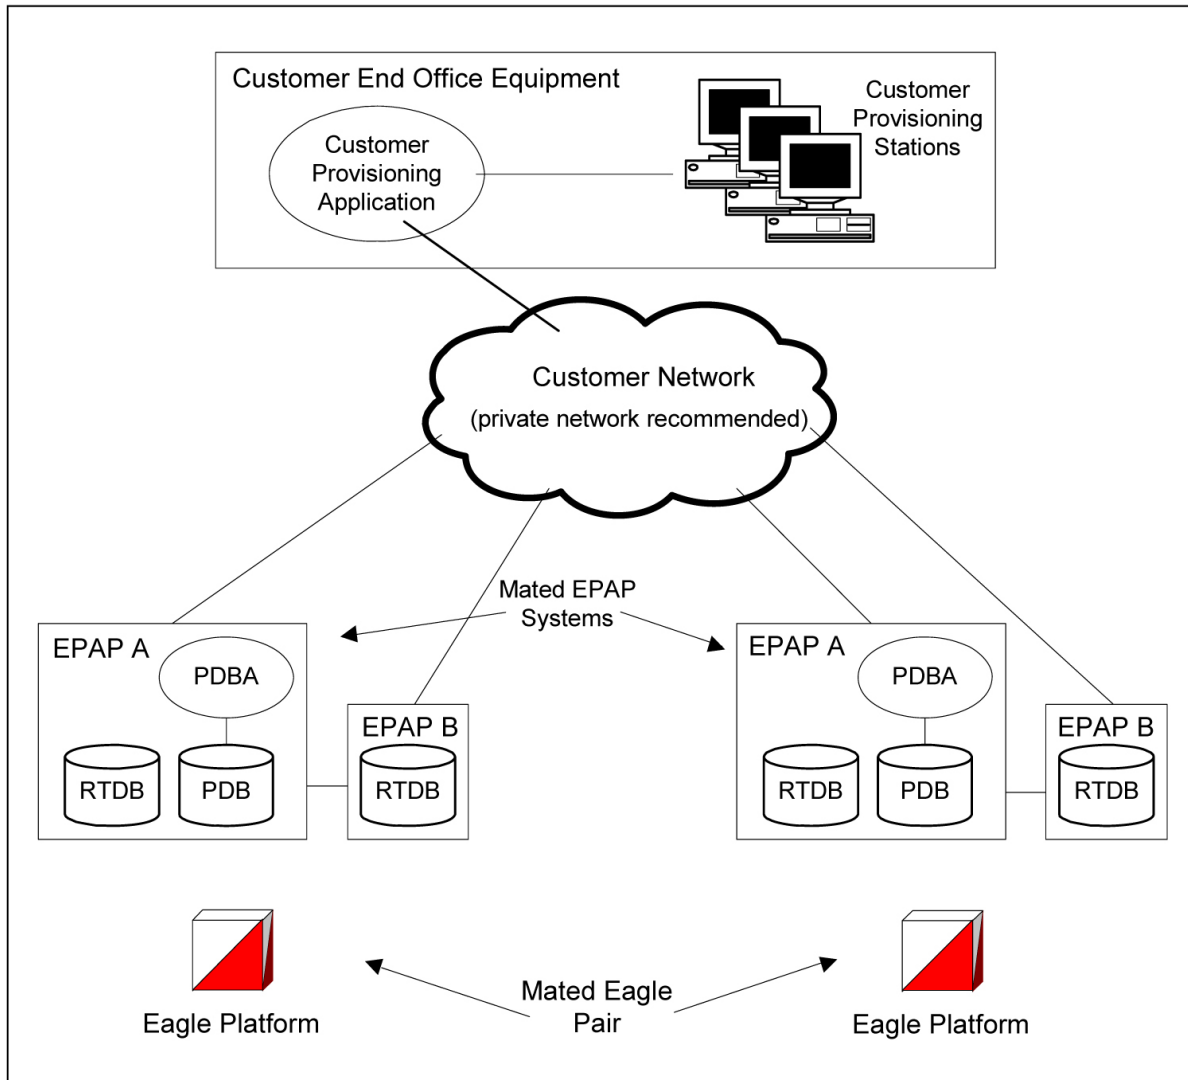 Customer End Office Equipment
Customer
Provisioning
Application
Customer
Provisioning
Stations
Customer Network
(private network recommended)
Mated EPAP
Systems
EPAP A
PDBA
RTDB
PDB
EPAP B
RTDB
EPAP A
PDBA
RTDB
PDB
EPAP B
RTDB
Eagle Platform
Mated Eagle
Pair
Eagle Platform